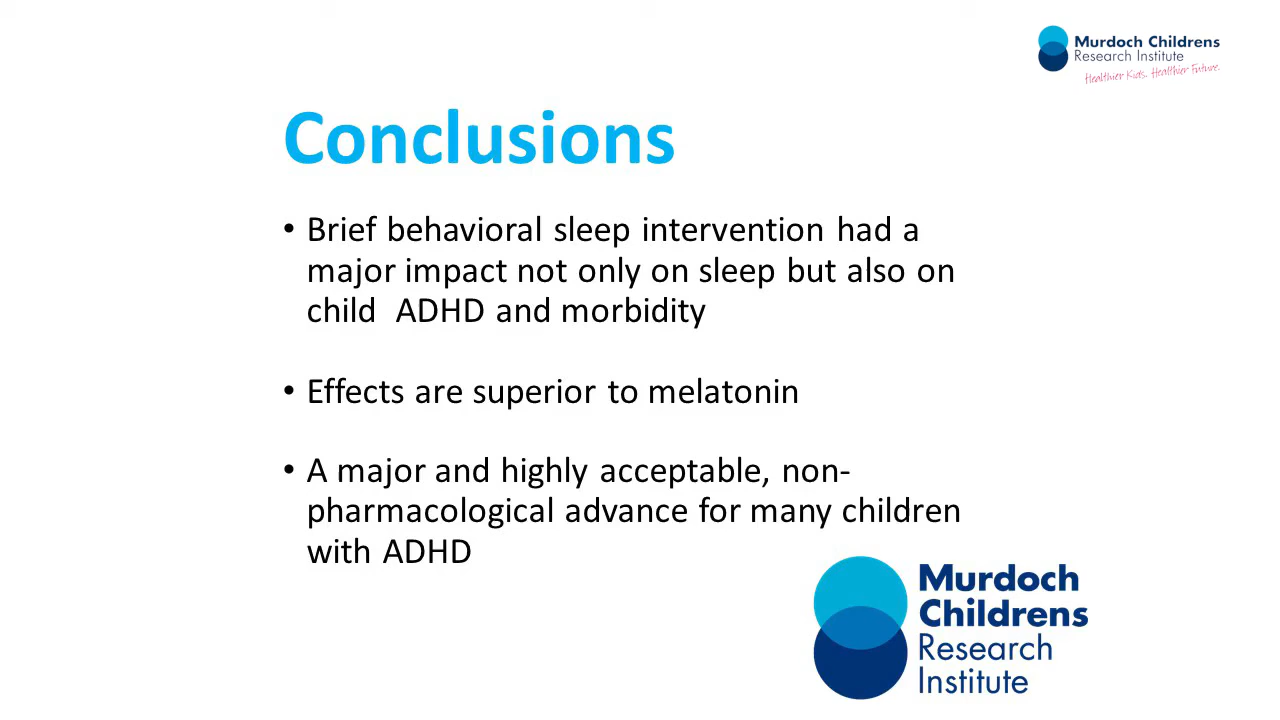 Murdoch Childrens
Research Institute
Healthier Kids. Healthier Future.
Conclusions
• Brief behavioral sleep intervention had a
major impact not only on sleep but also on
child  ADHD and morbidity
• Effects are superior to melatonin
• A major and highly acceptable, non-
pharmacological advance for many children
with ADHD
Murdoch
Childrens
Research
Institute